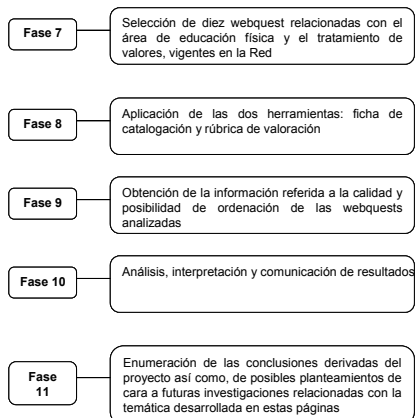 Fase 7
Selección de diez webquest relacionadas con el
área de educación física y el tratamiento de
valores, vigentes en la Red
Fase 8
Aplicación de las dos herramientas: ficha de
catalogación y rúbrica de valoración
Fase 9
Obtención de la información referida a la calidad y
posibilidad de ordenación de las webquests
analizadas
Fase 10
Análisis, interpretación y comunicación de resultados
Fase
11
Enumeración de las conclusiones derivadas del
proyecto así como, de posibles planteamientos de
cara a futuras investigaciones relacionadas con la
temática desarrollada en estas páginas